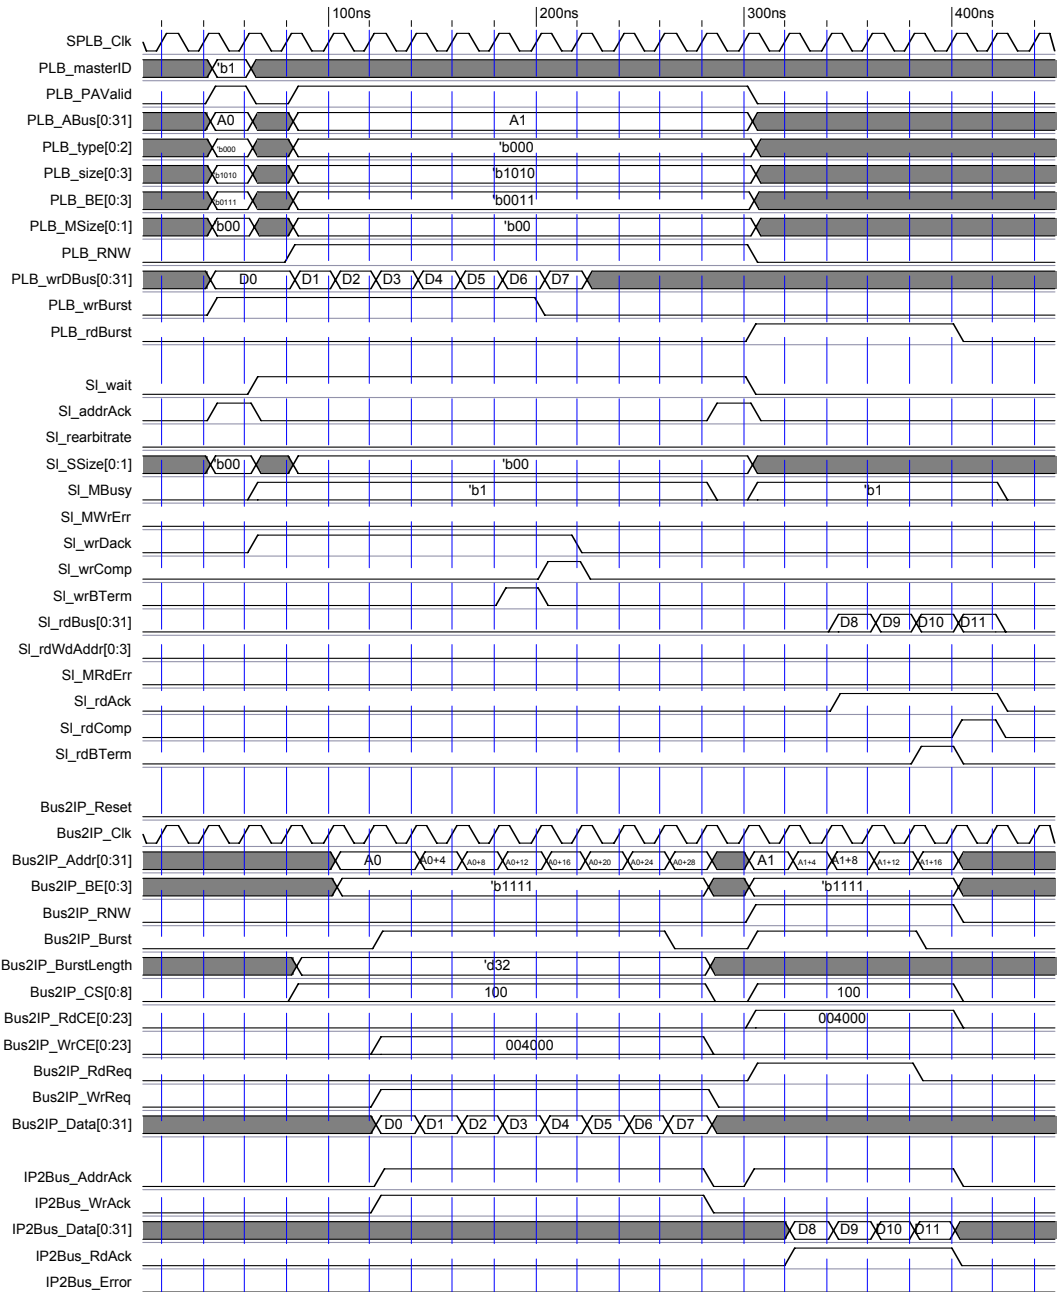 100ns 200ns 300ns 400ns
SPLB_Clk
PLB_masterID 'b1
PLB_PAValid
PLB_ABus[0:31] A0 A1
PLB_type[0:2] 'b000 'b000
PLB_size[0:3] 'b1010 'b1010
PLB_BE[0:3] 'b0111 'b0011
PLB_MSize[0:1] 'b00 'b00
PLB_RNW
PLB_wrDBus[0:31] D0 D1 D2 D3 D4 D5 D6 D7
PLB_wrBurst
PLB_rdBurst
Sl_wait
Sl_addrAck
Sl_rearbitrate
Sl_SSize[0:1] 'b00 'b00
Sl_MBusy 'b1 'b1
Sl_MWrErr
Sl_wrDack
Sl_wrComp
Sl_wrBTerm
Sl_rdBus[0:31] D8 D9 D10 D11
Sl_rdWdAddr[0:3]
Sl_MRdErr
Sl_rdAck
Sl_rdComp
Sl_rdBTerm
Bus2IP_Reset
Bus2IP_Clk
Bus2IP_Addr[0:31] A0 A0+4 A0+8 A0+12 A0+16 A0+20 A0+24 A0+28 A1 A1+4 A1+8 A1+12 A1+16
Bus2IP_BE[0:3] 'b1111 'b1111
Bus2IP_RNW
Bus2IP_Burst
Bus2IP_BurstLength 'd32
Bus2IP_CS[0:8] 100 100
Bus2IP_RdCE[0:23] 004000
Bus2IP_WrCE[0:23] 004000
Bus2IP_RdReq
Bus2IP_WrReq
Bus2IP_Data[0:31] D0 D1 D2 D3 D4 D5 D6 D7
IP2Bus_AddrAck
IP2Bus_WrAck
IP2Bus_Data[0:31] D8 D9 D10 D11
IP2Bus_RdAck
IP2Bus_Error